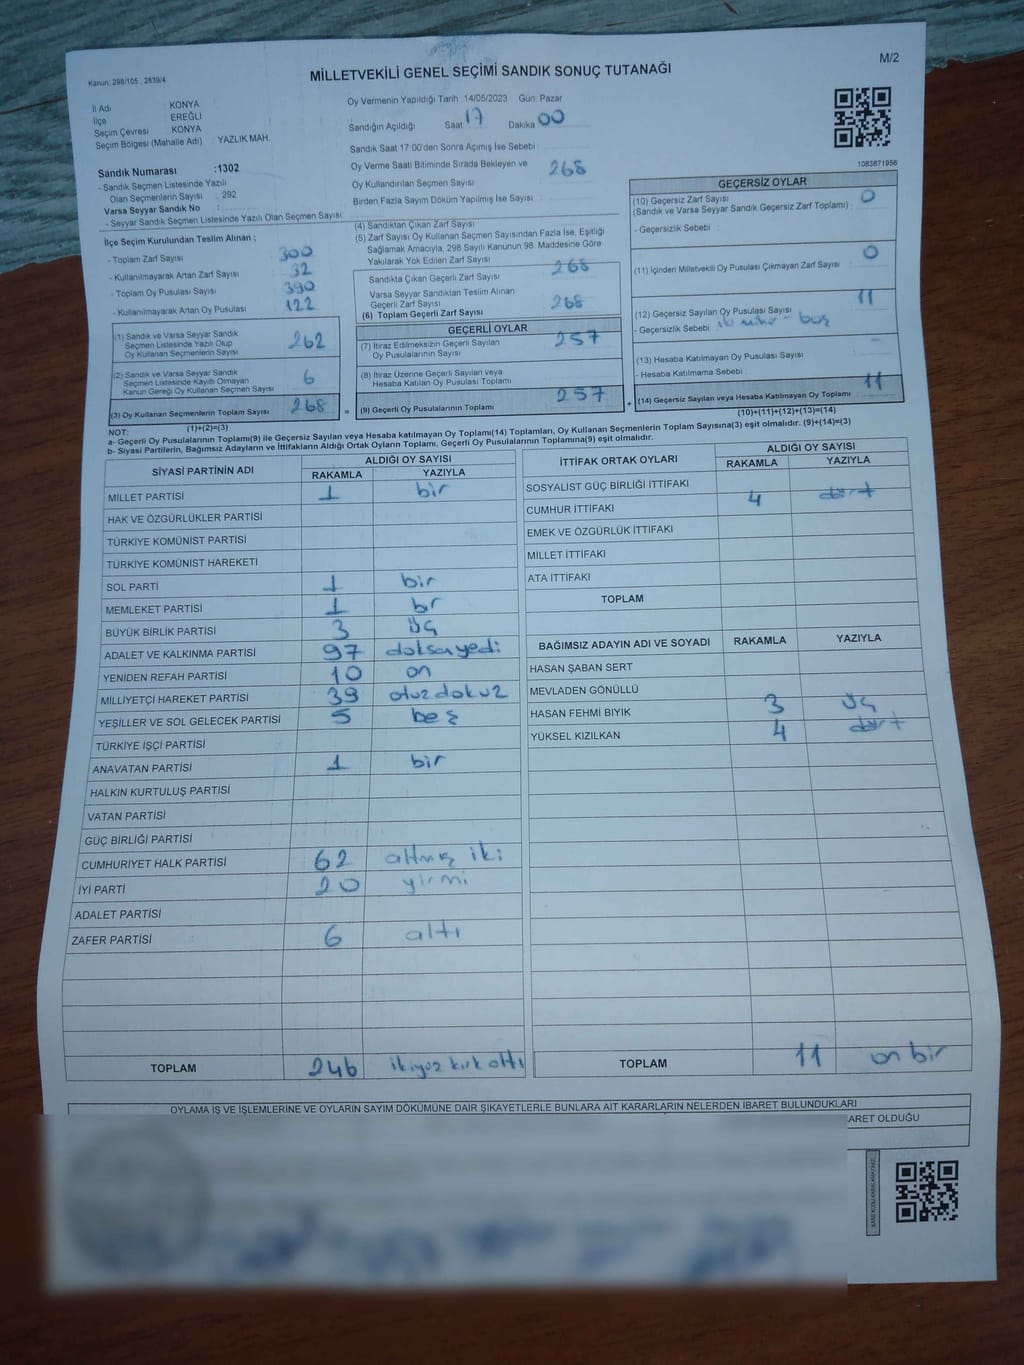 Kanun: 298/105 , 2839/4
MİLLETVEKİLİ GENEL SEÇİMİ SANDIK SONUÇ TUTANAĞI
M/2
İl Adı KONYA
İlçe EREĞLİ
Seçim Çevresi KONYA
Seçim Bölgesi (Mahalle Adı) YAZLIK MAH.
Oy Vermenin Yapıldığı Tarih 14/05/2023 Gün: Pazar
Sandığın Açıldığı Saat 17 Dakika 00
Sandık Saat 17:00'den Sonra Açımış İse Sebebi
Oy Verme Saati Bitiminde Sırada Bekleyen ve
Oy Kullandırılan Seçmen Sayısı 268
Birden Fazla Sayım Döküm Yapılmış İse Sayısı
1083871956
Sandık Numarası :1302
- Sandık Seçmen Listesinde Yazılı
Olan Seçmenlerin Sayısı . 292
Varsa Seyyar Sandık No :
- Seyyar Sandık Seçmen Listesinde Yazılı Olan Seçmen Sayısı
İlçe Seçim Kurulundan Teslim Alınan ;
- Toplam Zarf Sayısı 300
- Kullanılmayarak Artan Zarf Sayısı 32
- Toplam Oy Pusulası Sayısı 390
- Kullanılmayarak Artan Oy Pusulası 122
(1) Sandık ve Varsa Seyyar Sandık
Seçmen Listesinde Yazılı Olup
Oy Kullanan Seçmenlerin Sayısı 262
(2) Sandık ve Varsa Seyyar Sandık
Seçmen Listesinde Kayıtlı Olmayan
Kanun Gereği Oy Kullanan Seçmen Sayısı 6
(3) Oy Kullanan Seçmenlerin Toplam Sayısı 268 =
(1)+(2)=(3)
(4) Sandıktan Çıkan Zarf Sayısı
(5) Zarf Sayısı Oy Kullanan Seçmen Sayısından Fazla İse, Eşitliği
Sağlamak Amacıyla, 298 Sayılı Kanunun 98. Maddesine Göre
Yakılarak Yok Edilen Zarf Sayısı
Sandıkta Çıkan Geçerli Zarf Sayısı 268
Varsa Seyyar Sandıktan Teslim Alınan
Geçerli Zarf Sayısı
(6) Toplam Geçerli Zarf Sayısı 268
GEÇERLİ OYLAR
(7) İtiraz Edilmeksizin Geçerli Sayılan
Oy Pusulalarının Sayısı 257
(8) İtiraz Üzerine Geçerli Sayılan veya
Hesaba Katılan Oy Pusulası Toplamı
(9) Geçerli Oy Pusulalarının Toplamı 257 +
GEÇERSİZ OYLAR
(10) Geçersiz Zarf Sayısı
(Sandık ve Varsa Seyyar Sandık Geçersiz Zarf Toplamı) 0
- Geçersizlik Sebebi
(11) İçinden Milletvekili Oy Pusulası Çıkmayan Zarf Sayısı 0
(12) Geçersiz Sayılan Oy Pusulası Sayısı 11
- Geçersizlik Sebebi boş
(13) Hesaba Katılmayan Oy Pusulası Sayısı
- Hesaba Katılmama Sebebi
(14) Geçersiz Sayılan veya Hesaba Katılmayan Oy Toplamı 11
(10)+(11)+(12)+(13)=(14)
NOT:
a- Geçerli Oy Pusulalarının Toplamı(9) ile Geçersiz Sayılan veya Hesaba katılmayan Oy Toplamı(14) Toplamları, Oy Kullanan Seçmenlerin Toplam Sayısına(3) eşit olmalıdır. (9)+(14)=(3)
b- Siyasi Partilerin, Bağımsız Adayların ve İttifakların Aldığı Ortak Oyların Toplamı, Geçerli Oy Pusulalarının Toplamına(9) eşit olmalıdır.
SİYASİ PARTİNİN ADI
ALDIĞI OY SAYISI
RAKAMLA YAZIYLA
MİLLET PARTİSİ 1 bir
HAK VE ÖZGÜRLÜKLER PARTİSİ
TÜRKİYE KOMÜNİST PARTİSİ
TÜRKİYE KOMÜNİST HAREKETİ
SOL PARTİ 1 bir
MEMLEKET PARTİSİ 1 bir
BÜYÜK BİRLİK PARTİSİ 3 üç
ADALET VE KALKINMA PARTİSİ 97 doksanyedi
YENİDEN REFAH PARTİSİ 10 on
MİLLİYETÇİ HAREKET PARTİSİ 39 otuzdokuz
YEŞİLLER VE SOL GELECEK PARTİSİ 5 beş
TÜRKİYE İŞÇİ PARTİSİ
ANAVATAN PARTİSİ 1 bir
HALKIN KURTULUŞ PARTİSİ
VATAN PARTİSİ
GÜÇ BİRLİĞİ PARTİSİ
CUMHURİYET HALK PARTİSİ 62 altmış iki
İYİ PARTİ 20 yirmi
ADALET PARTİSİ
ZAFER PARTİSİ 6 altı
TOPLAM 246 ikiyüz kırk altı
İTTİFAK ORTAK OYLARI
ALDIĞI OY SAYISI
RAKAMLA YAZIYLA
SOSYALİST GÜÇ BİRLİĞİ İTTİFAKI
CUMHUR İTTİFAKI 4 dört
EMEK VE ÖZGÜRLÜK İTTİFAKI
MİLLET İTTİFAKI
ATA İTTİFAKI
TOPLAM
BAĞIMSIZ ADAYIN ADI VE SOYADI RAKAMLA YAZIYLA
HASAN ŞABAN SERT
MEVLADEN GÖNÜLLÜ
HASAN FEHMİ BIYIK 3 üç
YÜKSEL KIZILKAN 4 dört
TOPLAM 11 on bir
OYLAMA İŞ VE İŞLEMLERİNE VE OYLARIN SAYIM DÖKÜMÜNE DAİR ŞİKAYETLERLE BUNLARA AİT KARARLARIN NELERDEN İBARET BULUNDUKLARI
ARET OLDUĞU